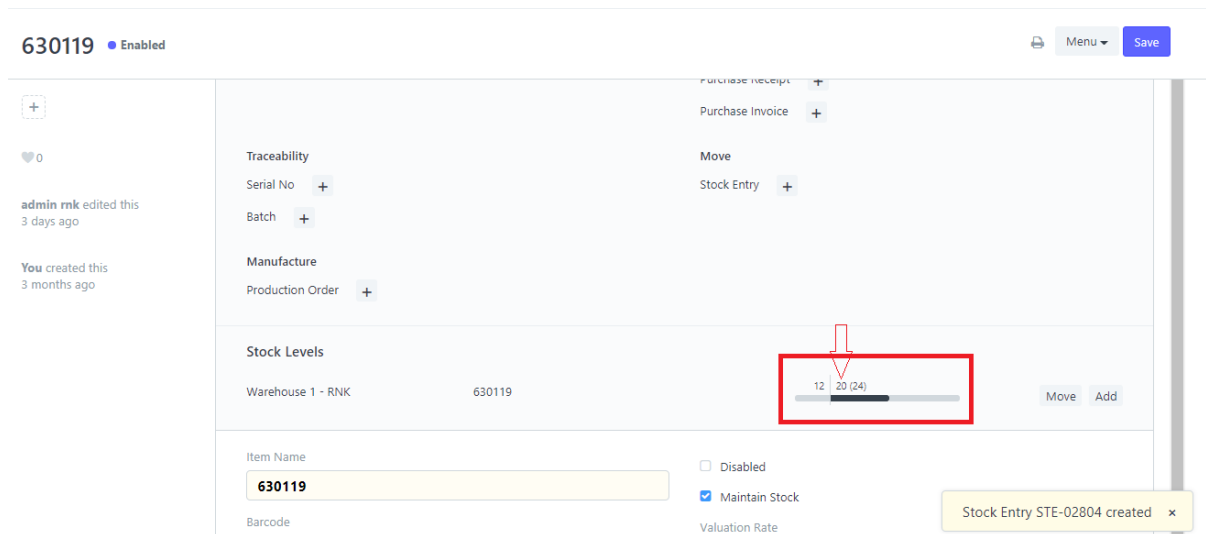 630119 Enabled
Menu Save
Purchase Receipt +
Purchase Invoice +
+
0
admin rnk edited this
3 days ago
You created this
3 months ago
Traceability
Serial No +
Batch +
Move
Stock Entry +
Manufacture
Production Order +
Stock Levels
Warehouse 1 - RNK 630119 12 20 (24) Move Add
Item Name
630119
Barcode
Disabled
Maintain Stock
Valuation Rate
Stock Entry STE-02804 created ×